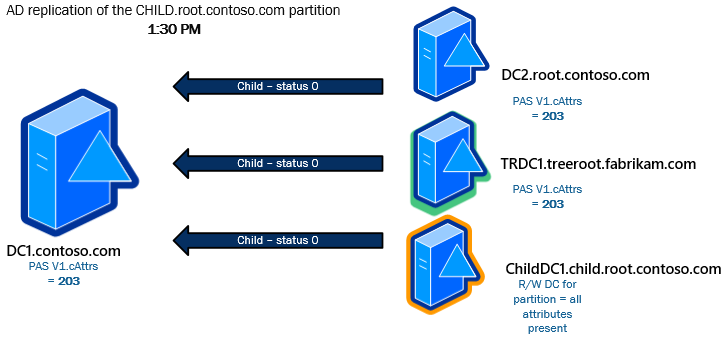 AD replication of the CHILD.root.contoso.com partition
1:30 PM
Child – status 0
DC2.root.contoso.com
PAS V1.cAttrs
= 203
Child – status 0
TRDC1.treeroot.fabrikam.com
PAS V1.cAttrs
= 203
DC1.contoso.com
PAS V1.cAttrs
= 203
Child – status 0
ChildDC1.child.root.contoso.com
R/W DC for
partition = all
attributes
present